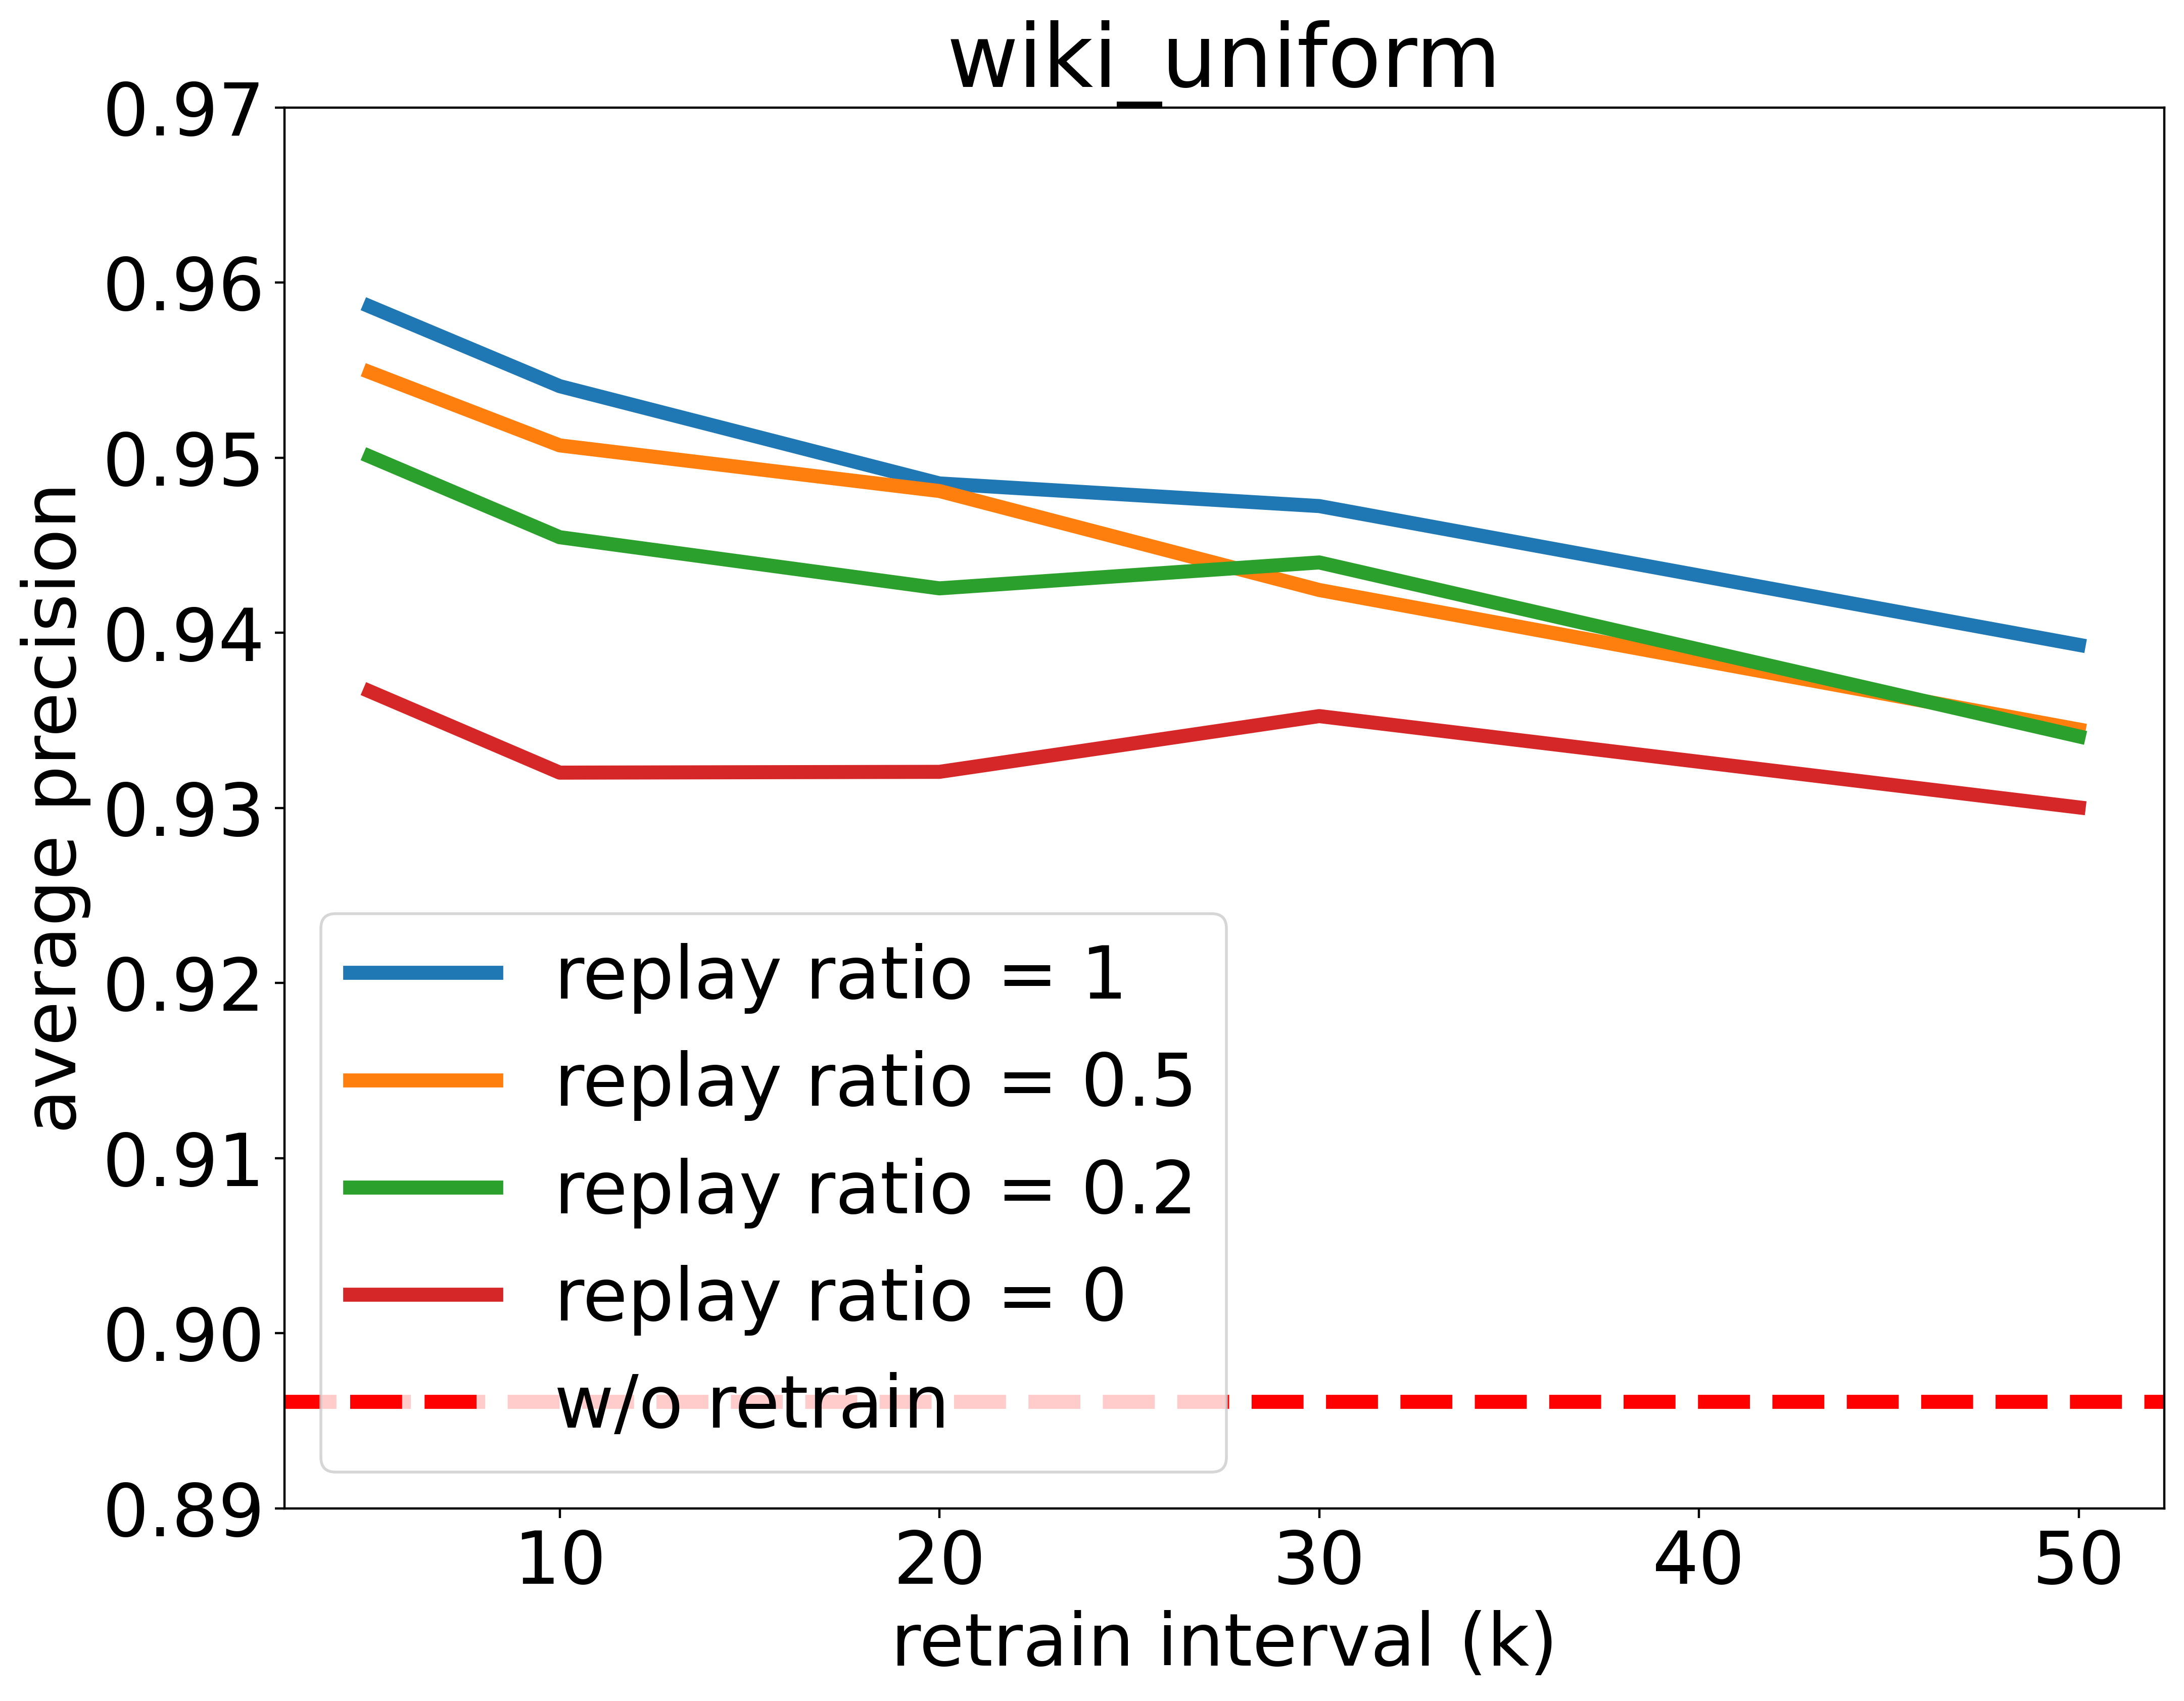 wiki_uniform
0.97
0.96
0.95
0.94
0.93
0.92
0.91
0.90
0.89
average precision
replay ratio = 1
replay ratio = 0.5
replay ratio = 0.2
replay ratio = 0
w/o retrain
10 20 30 40 50
retrain interval (k)